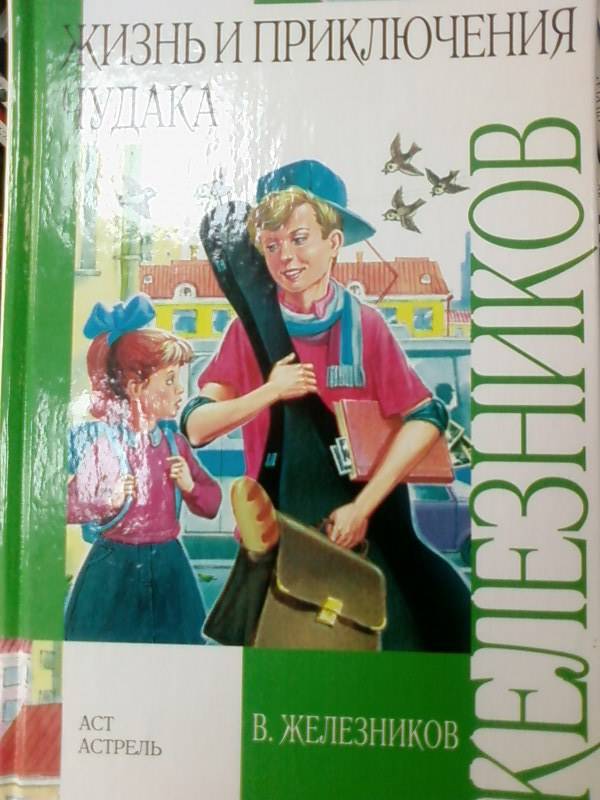 ЖИЗНЬ И ПРИКЛЮЧЕНИЯ
ЧУДАКА
ЖЕЛЕЗНИКОВ
АСТ
АСТРЕЛЬ
В. ЖЕЛЕЗНИКОВ